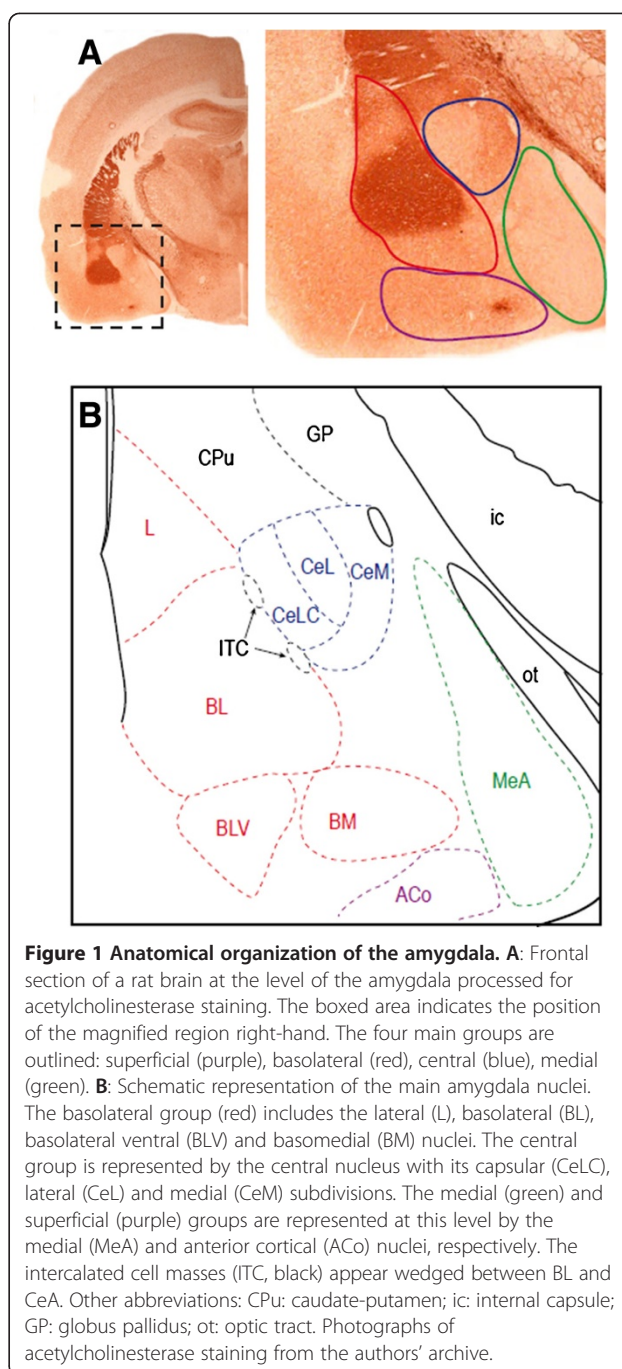 A
B
GP
CPu
ic
L
CeL
CeM
CeLC
ITC
ot
BL
MeA
BLV
BM
ACo
Figure 1 Anatomical organization of the amygdala. A: Frontal
section of a rat brain at the level of the amygdala processed for
acetylcholinesterase staining. The boxed area indicates the position
of the magnified region right-hand. The four main groups are
outlined: superficial (purple), basolateral (red), central (blue), medial
(green). B: Schematic representation of the main amygdala nuclei.
The basolateral group (red) includes the lateral (L), basolateral (BL),
basolateral ventral (BLV) and basomedial (BM) nuclei. The central
group is represented by the central nucleus with its capsular (CeLC),
lateral (CeL) and medial (CeM) subdivisions. The medial (green) and
superficial (purple) groups are represented at this level by the
medial (MeA) and anterior cortical (ACo) nuclei, respectively. The
intercalated cell masses (ITC, black) appear wedged between BL and
CeA. Other abbreviations: CPu: caudate-putamen; ic: internal capsule;
GP: globus pallidus; ot: optic tract. Photographs of
acetylcholinesterase staining from the authors' archive.